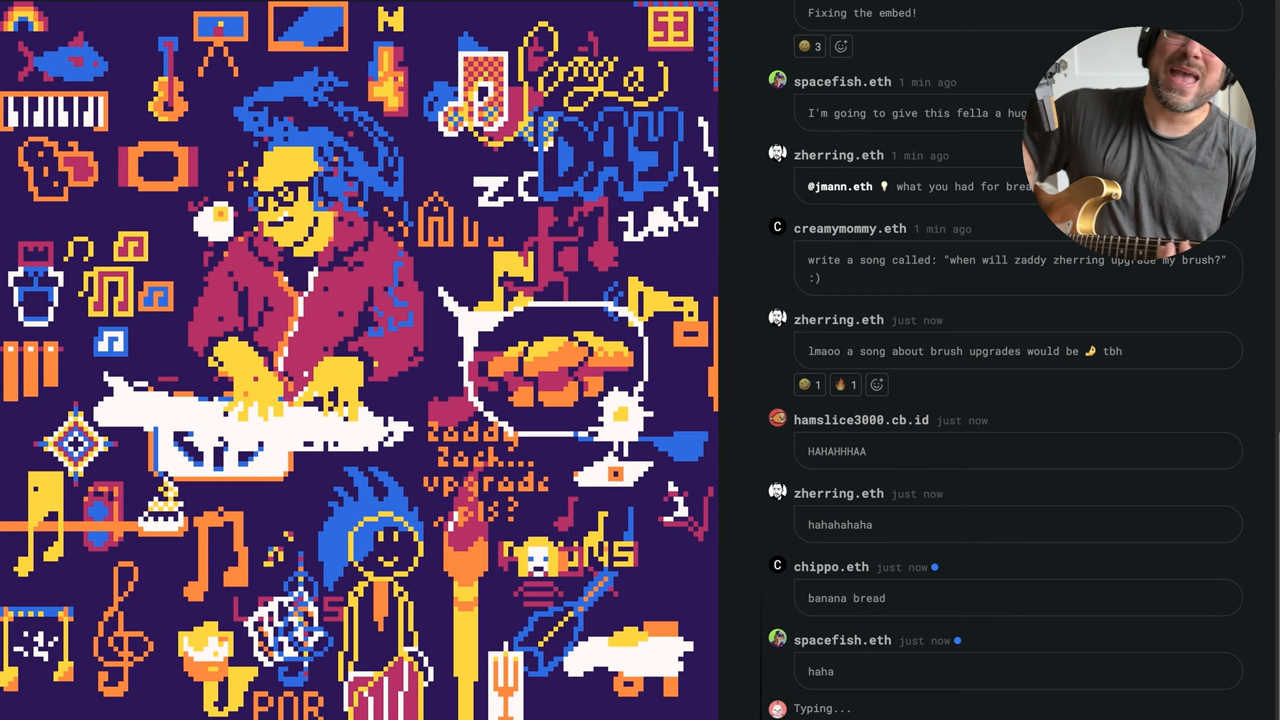 53
Song a
DAY
zaddy
Zach...
upgrade
POR
Fixing the embed!
3
spacefish.eth 1 min ago
I'm going to give this fella a hug
zherring.eth 1 min ago
@jmann.eth 💡 what you had for brea
C creamymommy.eth 1 min ago
write a song called: "when will zaddy zherring upgrade my brush?"
:)
zherring.eth just now
lmaoo a song about brush upgrades would be 🤌 tbh
1 🔥 1
hamslice3000.cb.id just now
HAHAHHHAA
zherring.eth just now
hahahahaha
C chippo.eth just now
banana bread
spacefish.eth just now
haha
Typing...